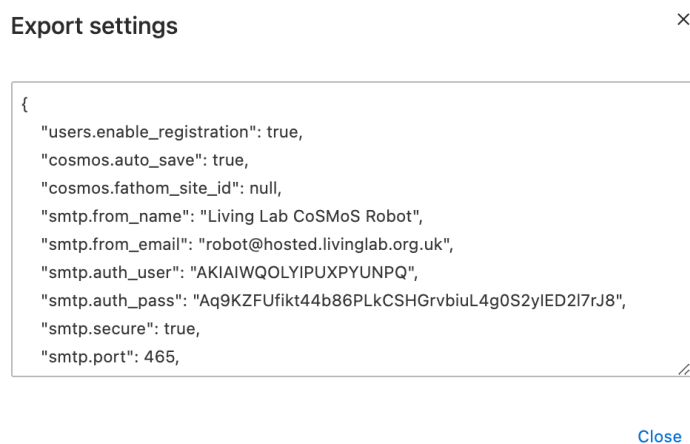 Export settings
{
"users.enable_registration": true,
"cosmos.auto_save": true,
"cosmos.fathom_site_id": null,
"smtp.from_name": "Living Lab CoSMoS Robot",
"smtp.from_email": "robot@hosted.livinglab.org.uk",
"smtp.auth_user": "AKIAIWQOLYIPUXPYUNPQ",
"smtp.auth_pass": "Aq9KZFUfikt44b86PLkCSHGrvbiuL4g0S2ylED2l7rJ8",
"smtp.secure": true,
"smtp.port": 465,
Close